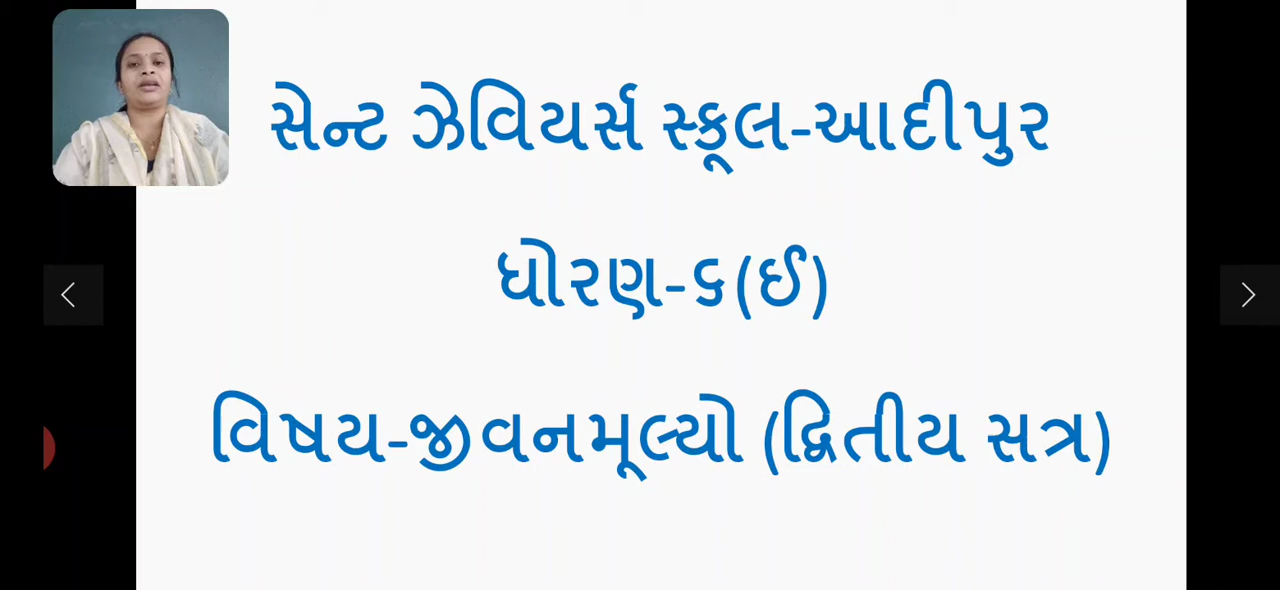 સેન્ટ ઝેવિયર્સ સ્કૂલ-આદીપુર
ધોરણ-૬(ઈ)
વિષય-જીવનમૂલ્યો (દ્વિતીય સત્ર)